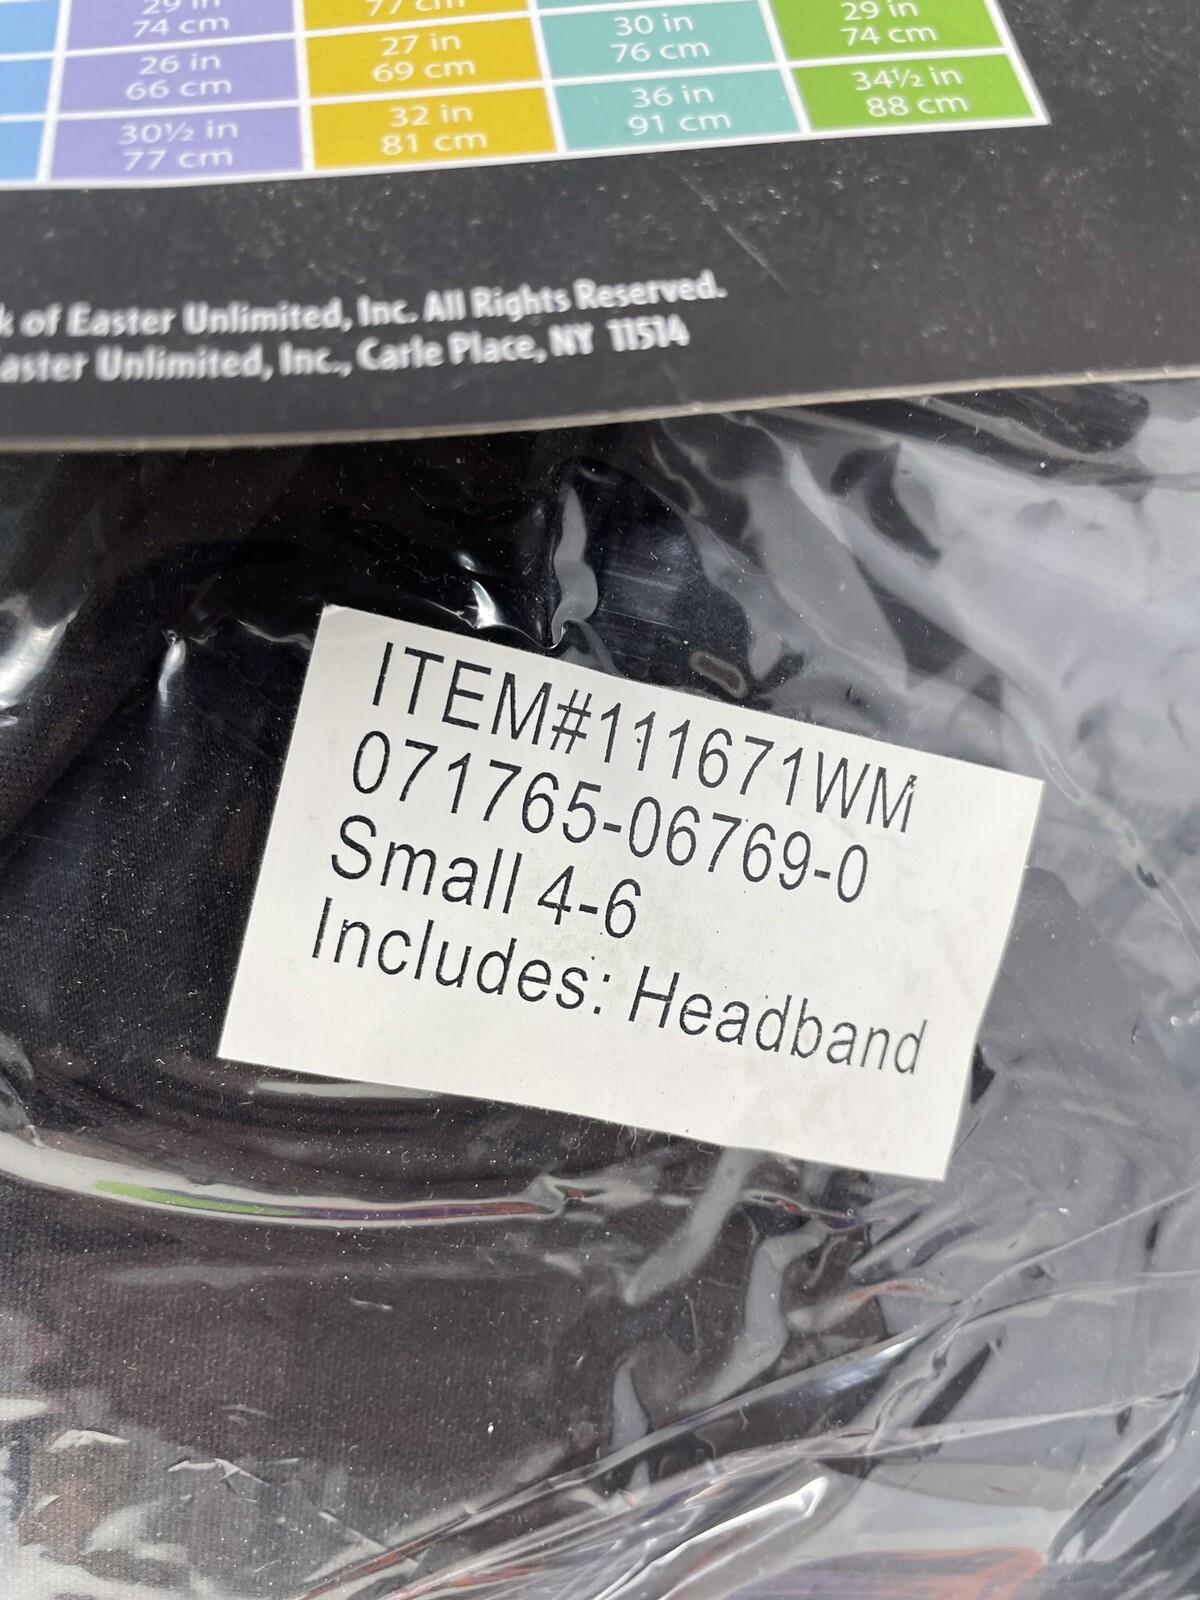 29 in
74 cm
26 in
66 cm
30½ in
77 cm
77 cm
27 in
69 cm
32 in
81 cm
30 in
76 cm
36 in
91 cm
29 in
74 cm
34½ in
88 cm
of Easter Unlimited, Inc. All Rights Reserved.
Unlimited, Inc., Carle Place, NY 11514
ITEM#111671WM
071765-06769-0
Small 4-6
Includes: Headband